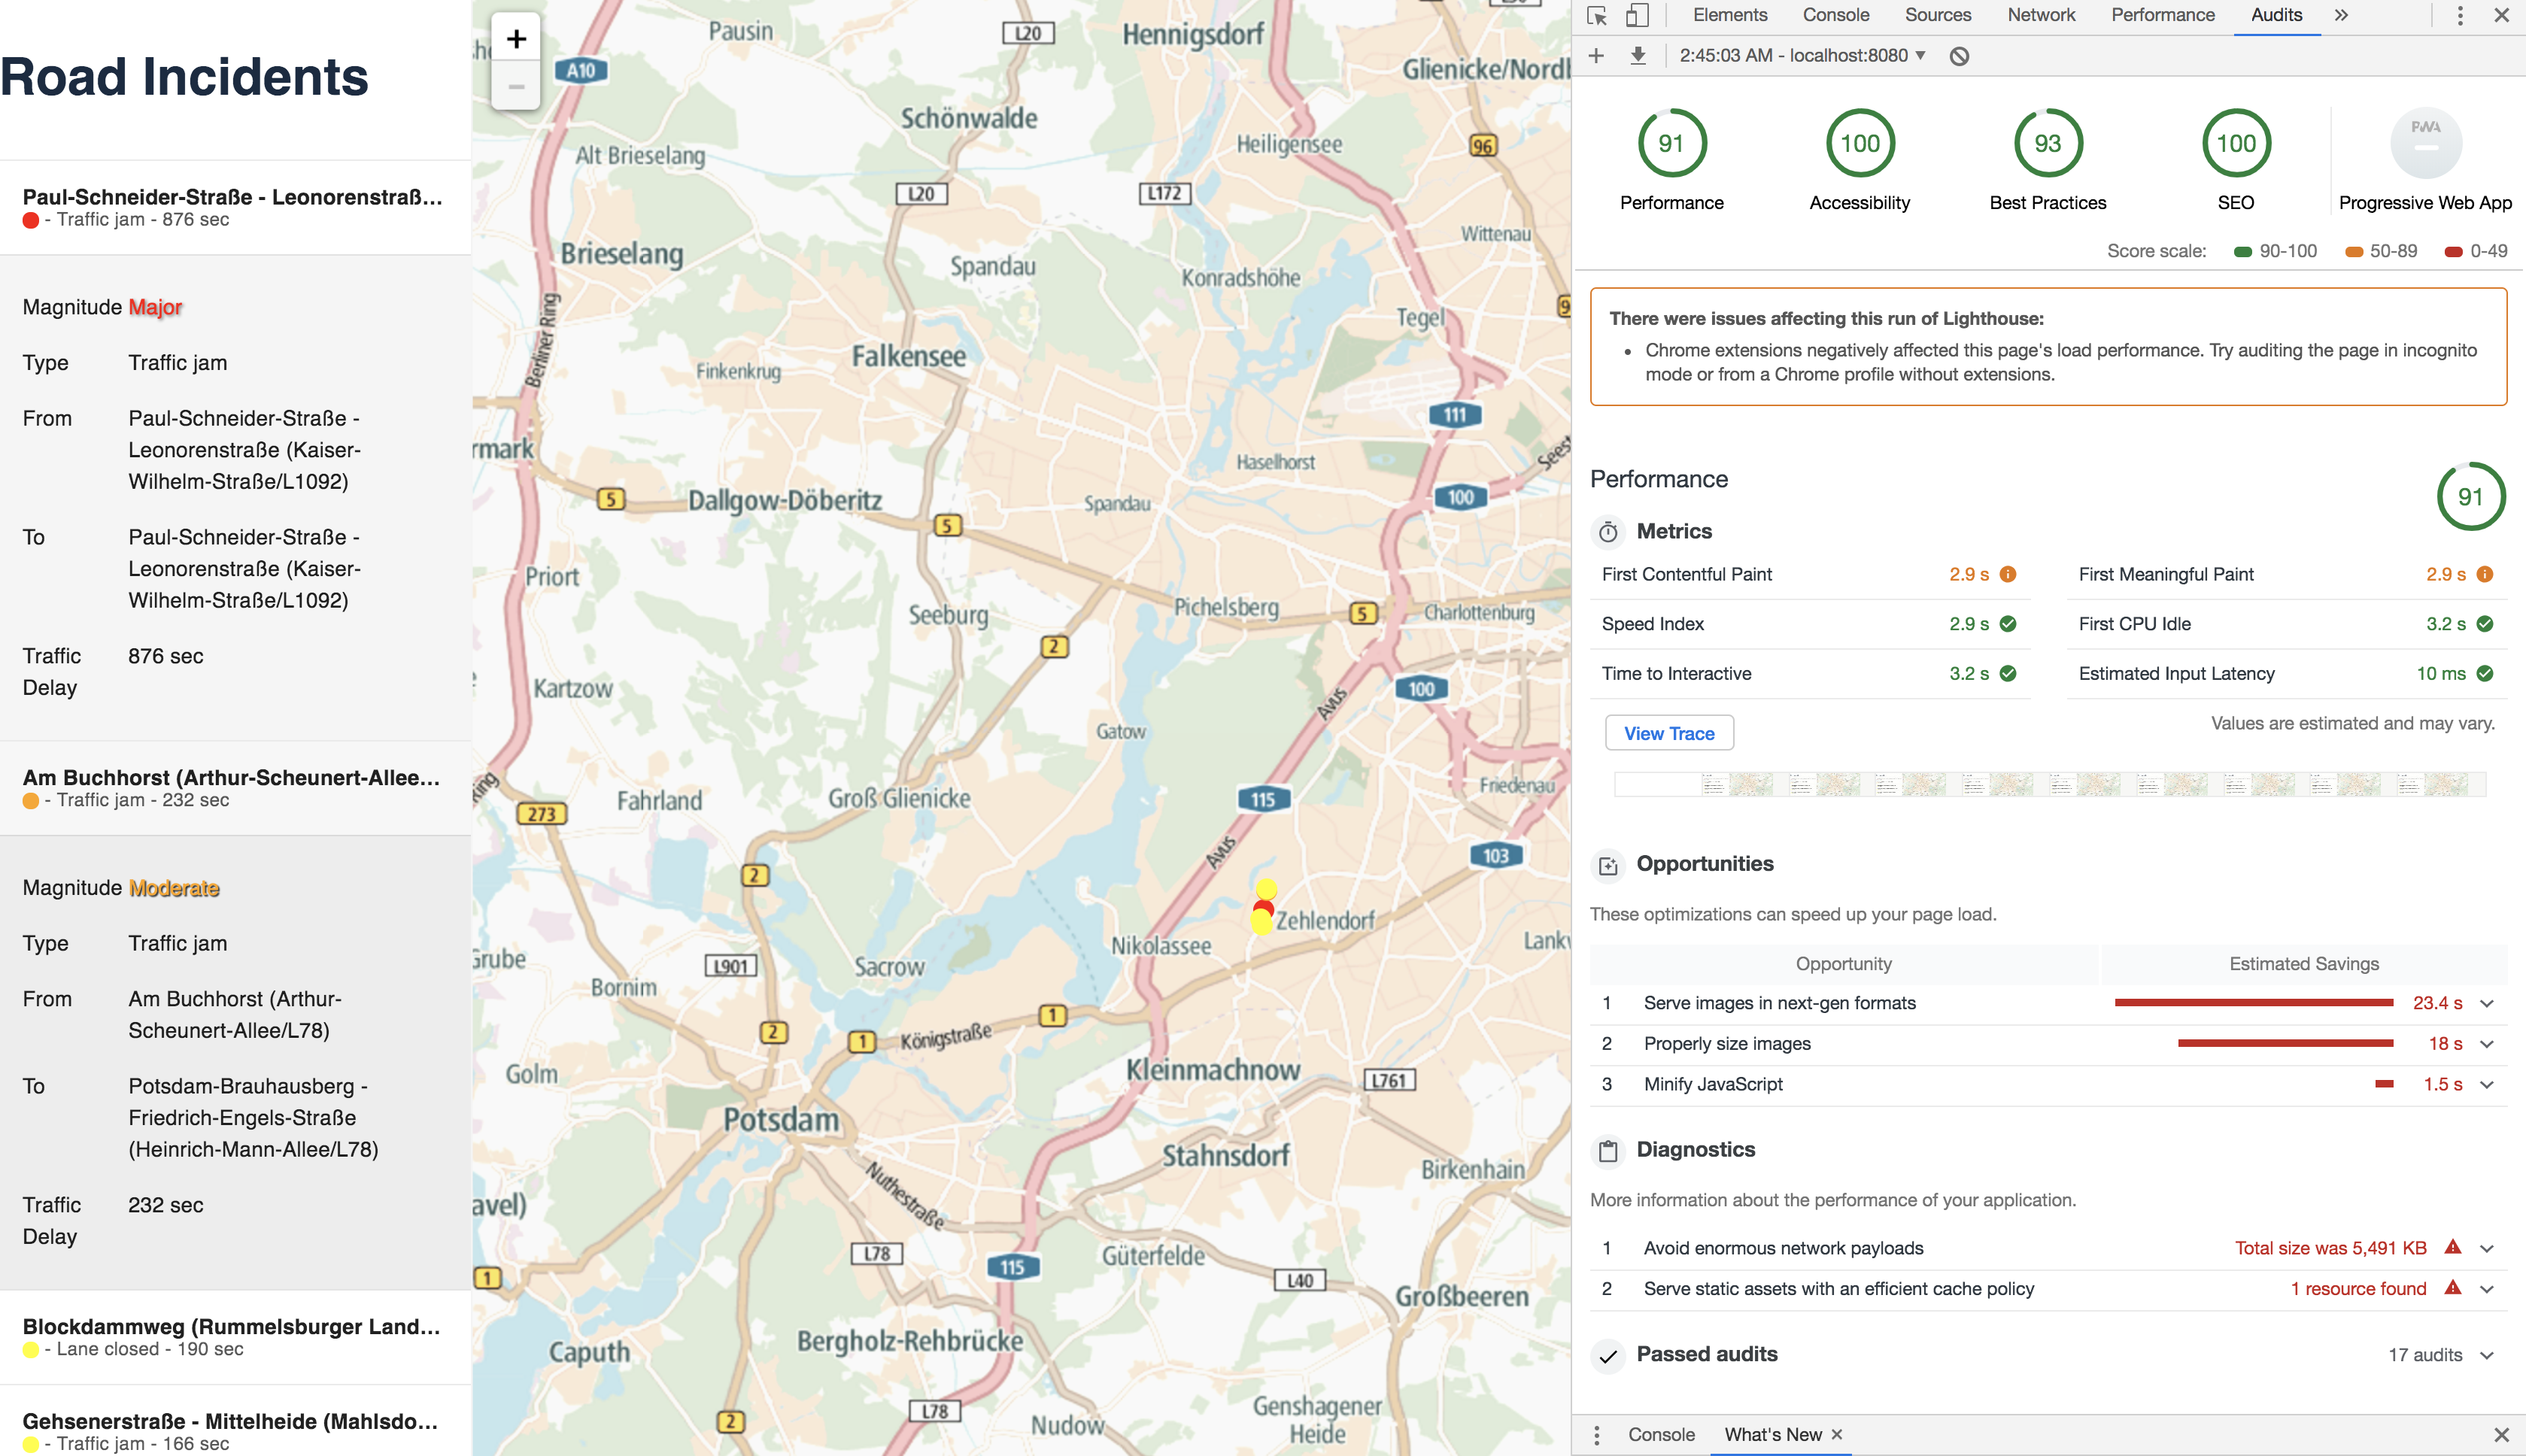 Road Incidents
Paul-Schneider-Straße - Leonorenstraß...
- Traffic jam - 876 sec
Magnitude Major
Type Traffic jam
From Paul-Schneider-Straße -
Leonorenstraße (Kaiser-
Wilhelm-Straße/L1092)
To Paul-Schneider-Straße -
Leonorenstraße (Kaiser-
Wilhelm-Straße/L1092)
Traffic 876 sec
Delay
Am Buchhorst (Arthur-Scheunert-Allee...
- Traffic jam - 232 sec
Magnitude Moderate
Type Traffic jam
From Am Buchhorst (Arthur-
Scheunert-Allee/L78)
To Potsdam-Brauhausberg -
Friedrich-Engels-Straße
(Heinrich-Mann-Allee/L78)
Traffic 232 sec
Delay
Blockdammweg (Rummelsburger Land...
- Lane closed - 190 sec
Gehsenerstraße - Mittelheide (Mahlsdo...
- Traffic jam - 166 sec
+
−
Pausin
L20
Hennigsdorf
A10
Glienicke/Nordb
Schönwalde
Heiligensee
96
Alt Brieselang
L20
L172
Wittenau
Brieselang
Spandau
Konradshöhe
Berliner Ring
Tegel
9
Falkensee
Finkenkrug
111
rmark
Seest
Haselhorst
5
Dallgow-Döberitz
100
Spandau
5
Priort
Pichelsberg
Seeburg
5
Charlottenburg
2
Kartzow
100
Avus
Gatow
Friedenau
ring
Fahrland
Groß Glienicke
115
273
Avus
103
2
Zehlendorf
Nikolassee
Lankw
Grube
L901
Sacrow
Bornim
1
2
1
Königstraße
Golm
Kleinmachnow
L761
Potsdam
Stahnsdorf
Birkenhain
Nuthestraße
avel)
L78
Güterfelde
115
1
L40
Großbeeren
Bergholz-Rehbrücke
Caputh
2
L78
Nudow
Genshagener
Heide
Elements Console Sources Network Performance Audits »
2:45:03 AM - localhost:8080
91 100 93 100 PWA
Performance Accessibility Best Practices SEO Progressive Web App
Score scale: 90-100 50-89 0-49
There were issues affecting this run of Lighthouse:
• Chrome extensions negatively affected this page's load performance. Try auditing the page in incognito
mode or from a Chrome profile without extensions.
Performance
91
Metrics
First Contentful Paint 2.9 s First Meaningful Paint 2.9 s
Speed Index 2.9 s First CPU Idle 3.2 s
Time to Interactive 3.2 s Estimated Input Latency 10 ms
View Trace
Values are estimated and may vary.
Opportunities
These optimizations can speed up your page load.
Opportunity Estimated Savings
1 Serve images in next-gen formats 23.4 s
2 Properly size images 18 s
3 Minify JavaScript 1.5 s
Diagnostics
More information about the performance of your application.
1 Avoid enormous network payloads Total size was 5,491 KB
2 Serve static assets with an efficient cache policy 1 resource found
Passed audits 17 audits
Console What's New ×